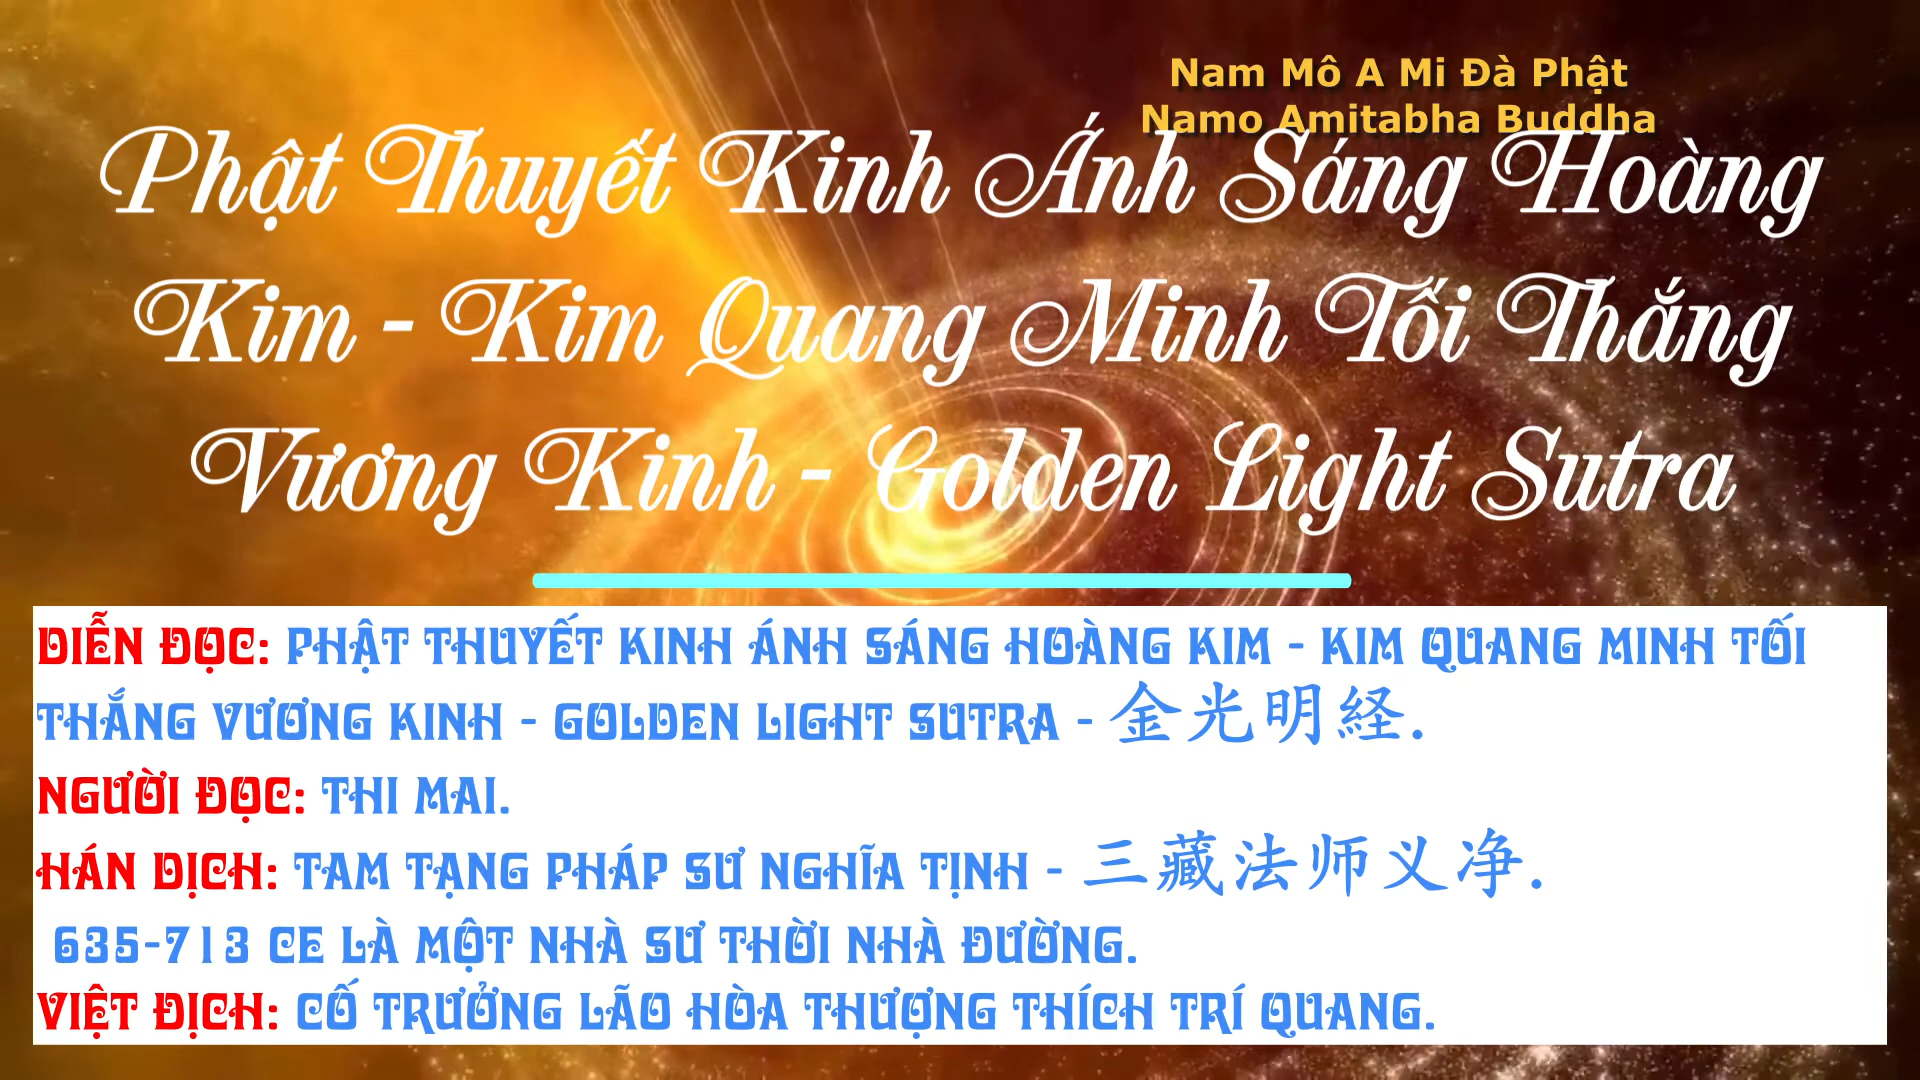 Nam Mô A Mi Đà Phật
Namo Amitabha Buddha
Phật Thuyết Kinh Ánh Sáng Hoàng
Kim - Kim Quang Minh Tối Thắng
Vương Kinh - Golden Light Sutra
DIỄN ĐỌC: PHẬT THUYẾT KINH ÁNH SÁNG HOÀNG KIM - KIM QUANG MINH TỐI
THẮNG VƯƠNG KINH - GOLDEN LIGHT SUTRA - 金光明経.
NGƯỜI ĐỌC: THI MAI.
HÁN DỊCH: TAM TẠNG PHÁP SƯ NGHĨA TỊNH - 三藏法师义净.
635-713 CE LÀ MỘT NHÀ SƯ THỜI NHÀ ĐƯỜNG.
VIỆT DỊCH: CỐ TRƯỞNG LÃO HÒA THƯỢNG THÍCH TRÍ QUANG.